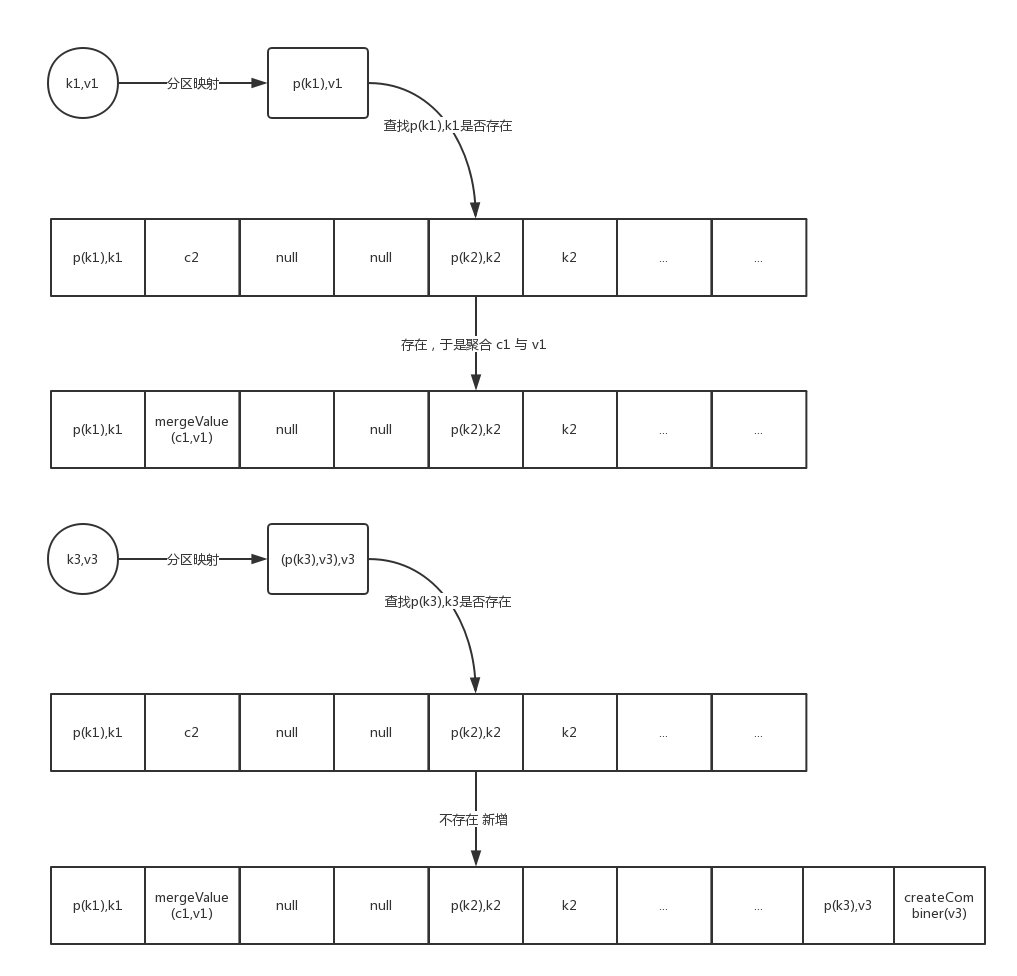 k1,v1
分区映射
p(k1),v1
查找p(k1),k1是否存在
p(k1),k1
c2
null
null
p(k2),k2
k2
...
...
存在，于是聚合 c1 与 v1
p(k1),k1
mergeValue
(c1,v1)
null
null
p(k2),k2
k2
...
...
k3,v3
分区映射
(p(k3),v3),v3
查找p(k3),k3是否存在
p(k1),k1
c2
null
null
p(k2),k2
k2
...
...
不存在 新增
p(k1),k1
mergeValue
(c1,v1)
null
null
p(k2),k2
k2
...
...
p(k3),v3
createCom
biner(v3)